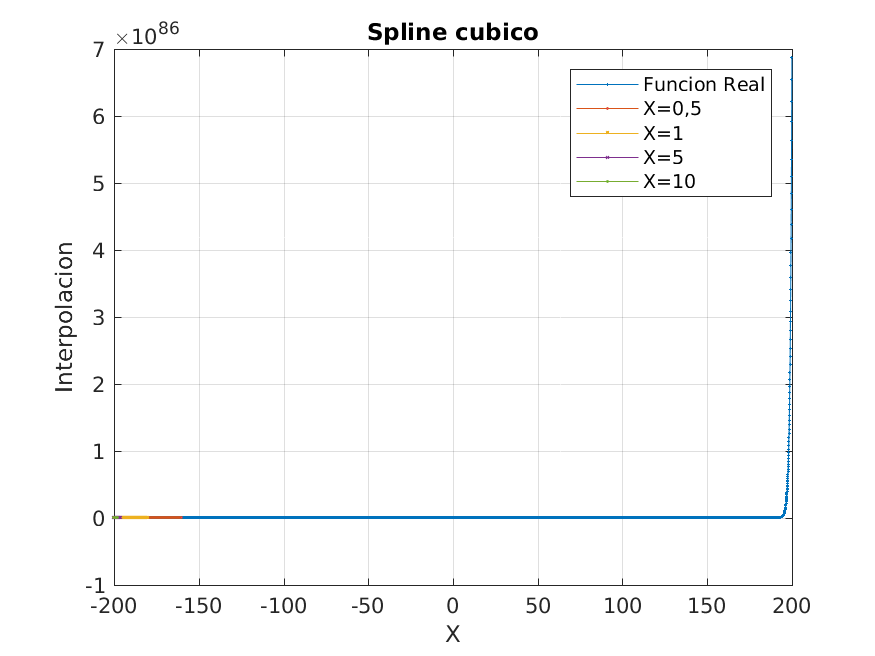 Spline cubico
×10^86
7
6
5
4
3
2
1
0
-1
Interpolacion
Funcion Real
X=0,5
X=1
X=5
X=10
-200 -150 -100 -50 0 50 100 150 200
X